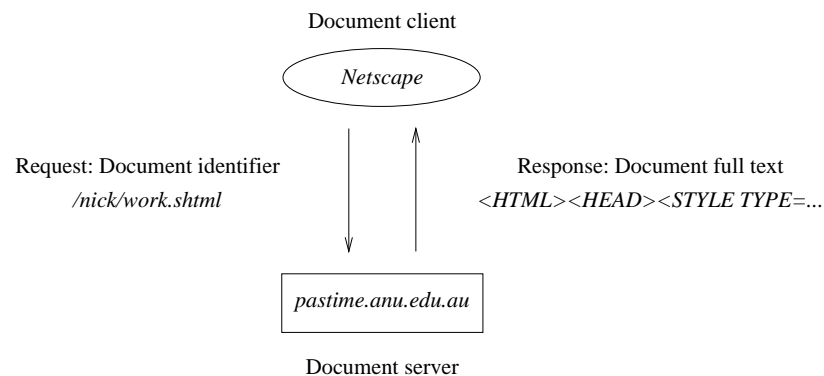 Document client
Netscape
Request: Document identifier
/nick/work.shtml
Response: Document full text
<HTML><HEAD><STYLE TYPE=...
pastime.anu.edu.au
Document server